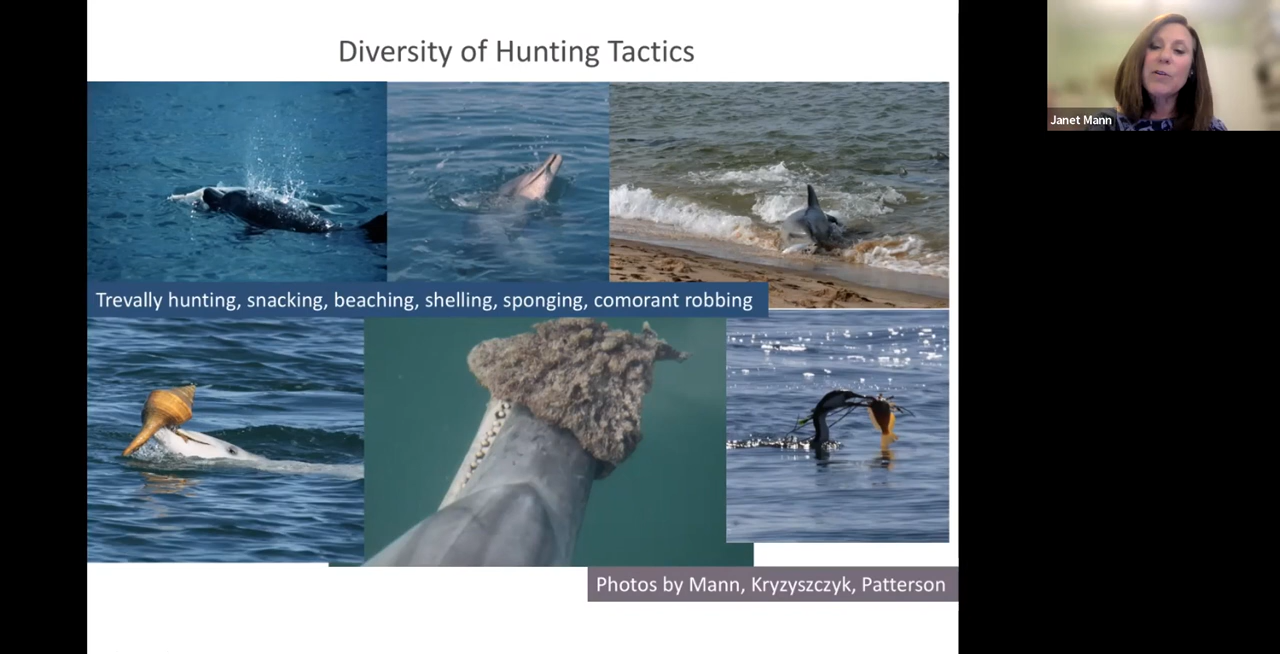 Diversity of Hunting Tactics
Janet Mann
Trevally hunting, snacking, beaching, shelling, sponging, comorant robbing
Photos by Mann, Kryzyszczyk, Patterson